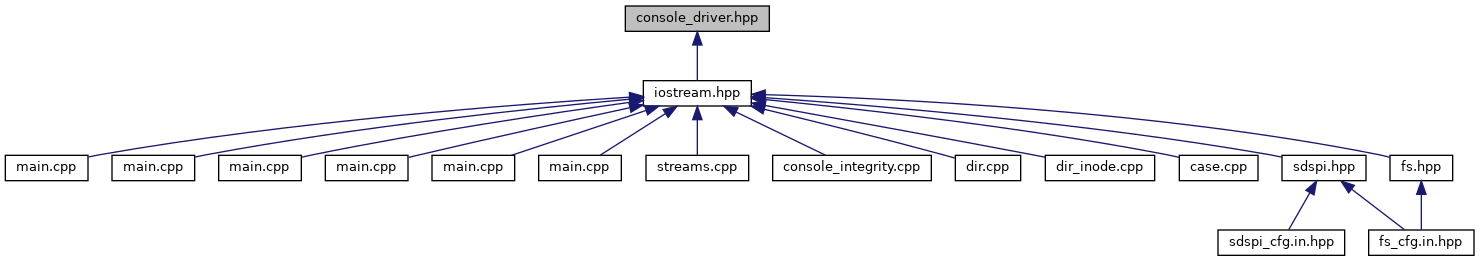 console_driver.hpp
iostream.hpp
main.cpp
main.cpp
main.cpp
main.cpp
main.cpp
main.cpp
streams.cpp
console_integrity.cpp
dir.cpp
dir_inode.cpp
case.cpp
sdspi.hpp
fs.hpp
sdspi_cfg.in.hpp
fs_cfg.in.hpp